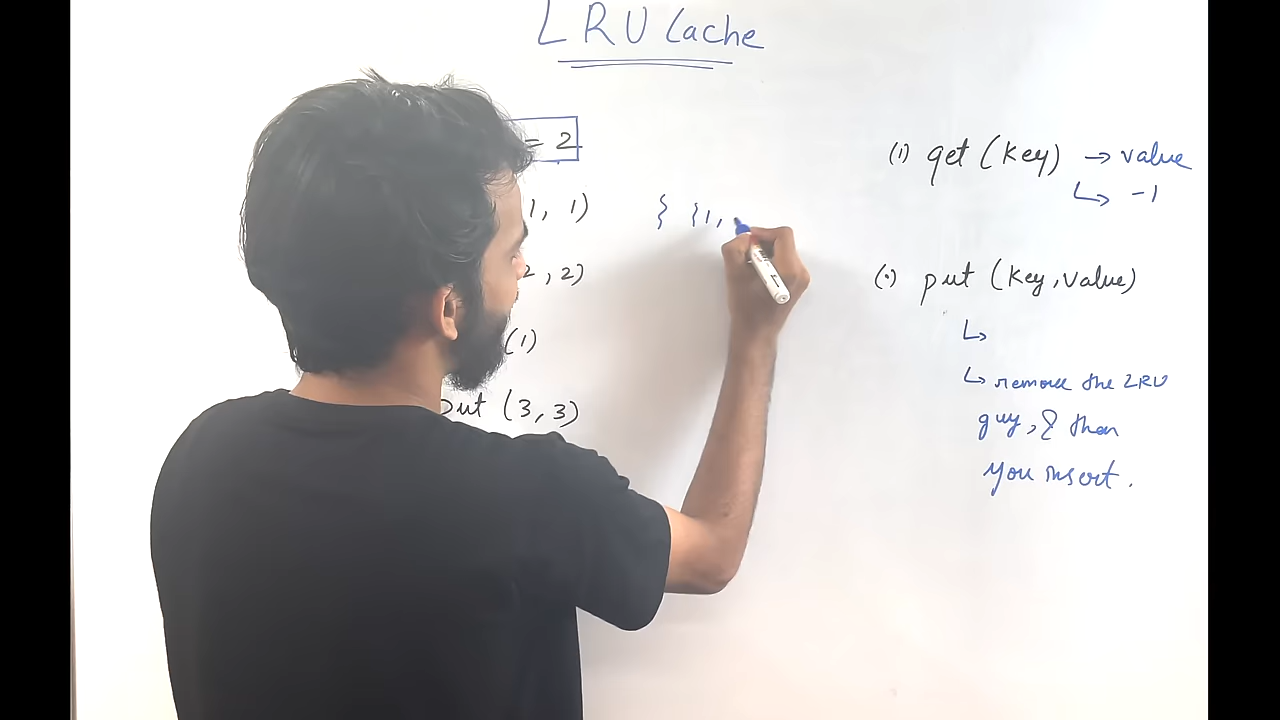 LRU Cache
= 2
1, 1)
2, 2)
(1)
put (3,3)
{ {1,
(1) get (key) → value
↳ -1
(•) put (key, value)
↳
↳ remove the LRU
guy, & then
you insert.